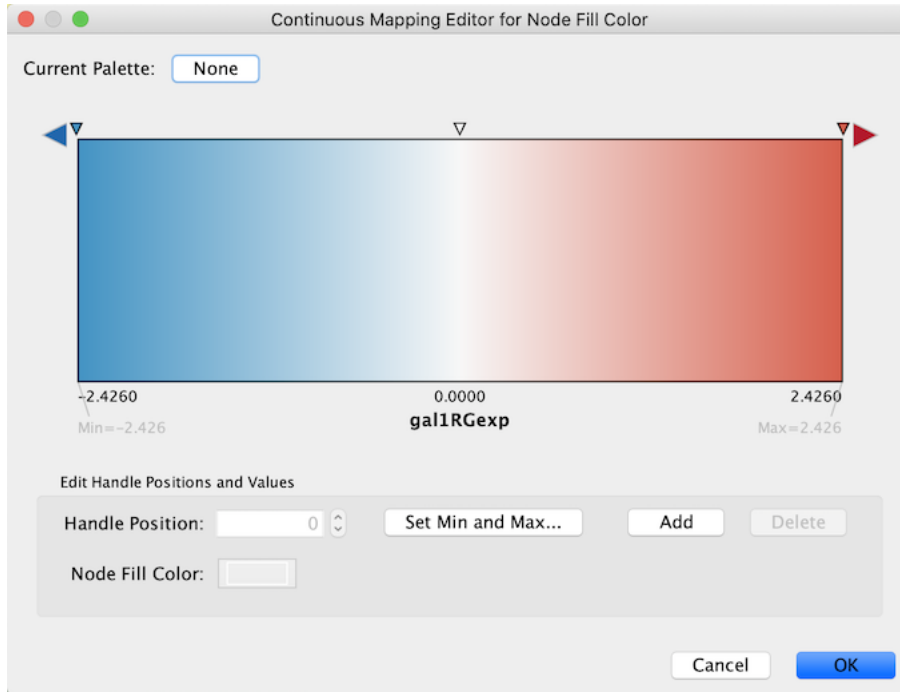 Continuous Mapping Editor for Node Fill Color
Current Palette: None
-2.4260 0.0000 2.4260
Min=-2.426 gal1RGexp Max=2.426
Edit Handle Positions and Values
Handle Position: 0 Set Min and Max... Add Delete
Node Fill Color:
Cancel OK